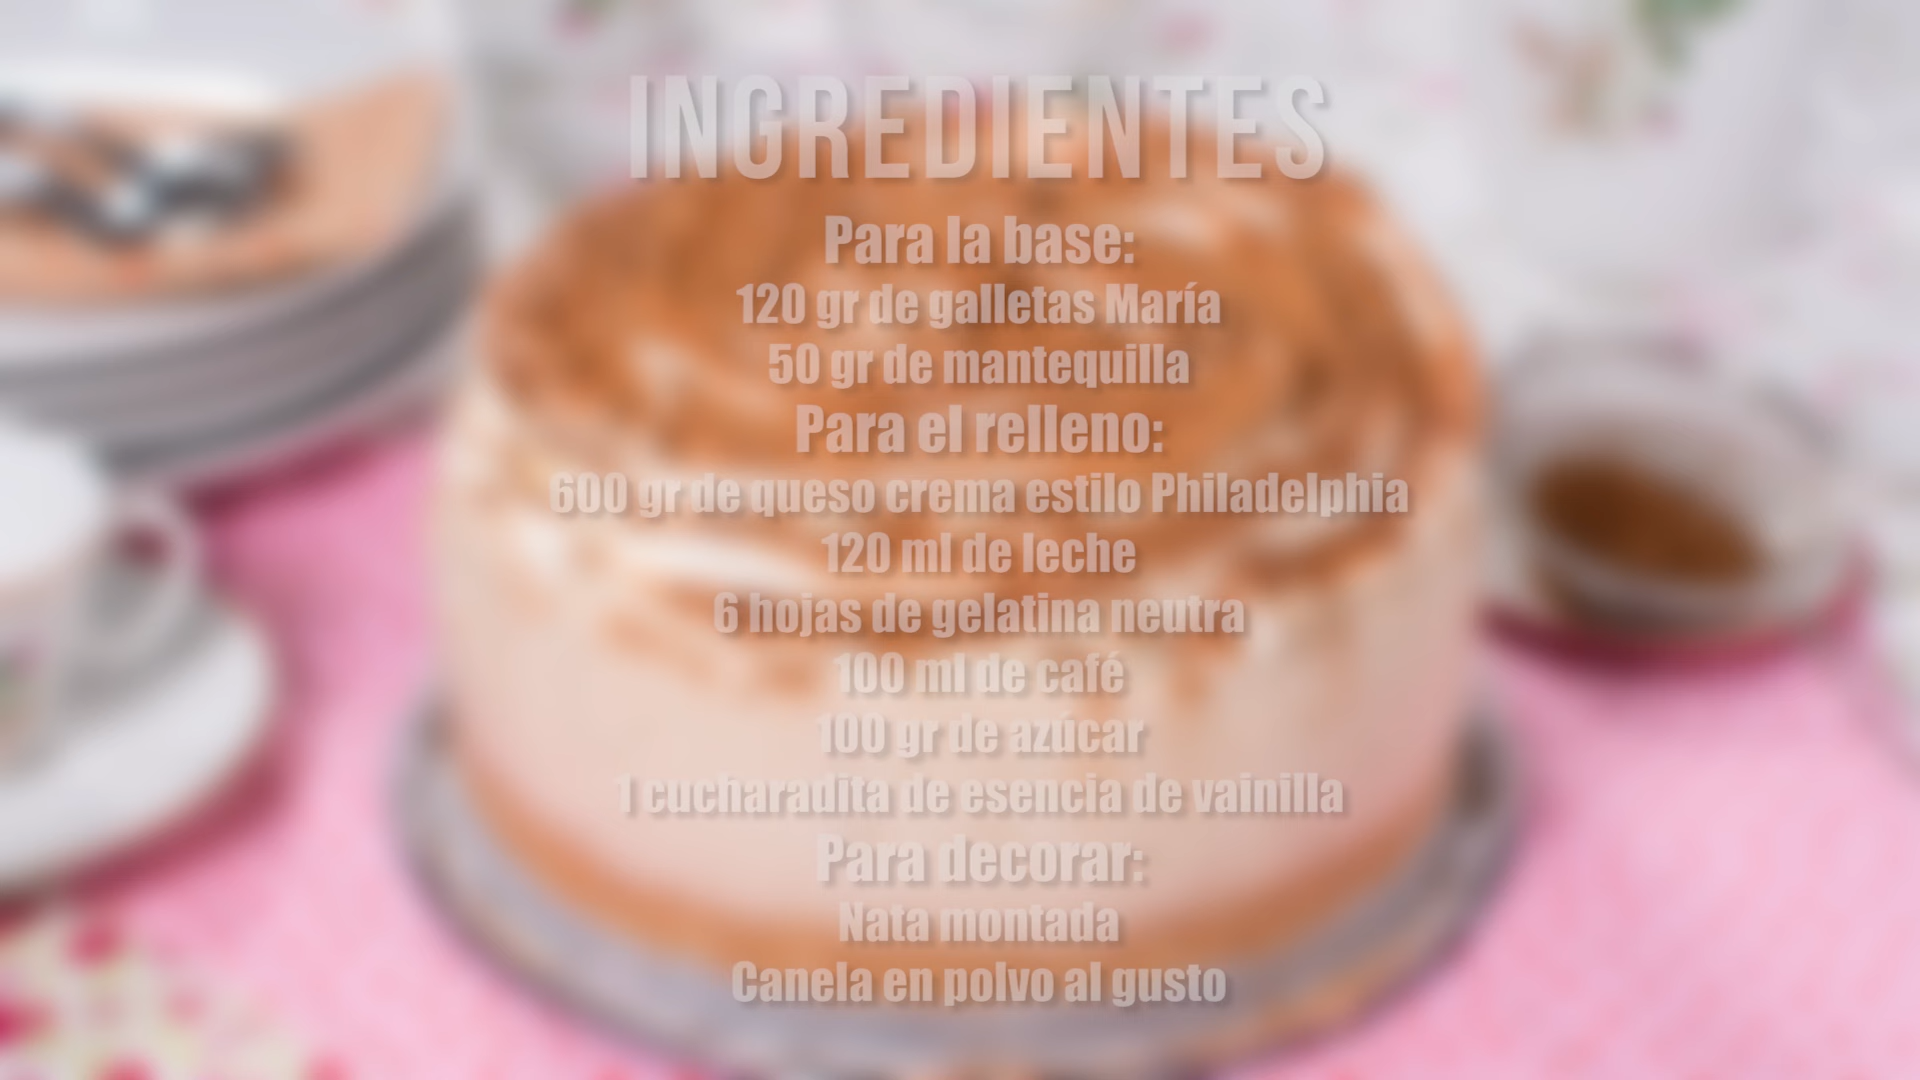 INGREDIENTES
Para la base:
120 gr de galletas María
50 gr de mantequilla
Para el relleno:
600 gr de queso crema estilo Philadelphia
120 ml de leche
6 hojas de gelatina neutra
100 ml de café
100 gr de azúcar
1 cucharadita de esencia de vainilla
Para decorar:
Nata montada
Canela en polvo al gusto